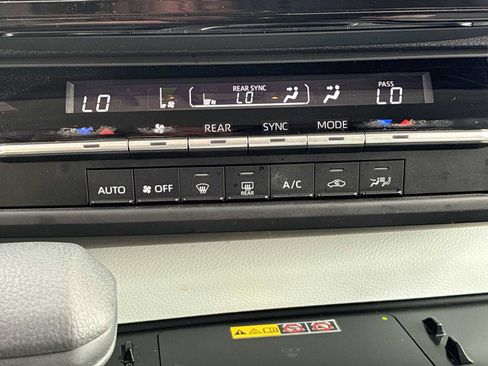 REAR SYNC
PASS
LO
LO
LO
REAR
SYNC
MODE
AUTO
OFF
REAR
A/C